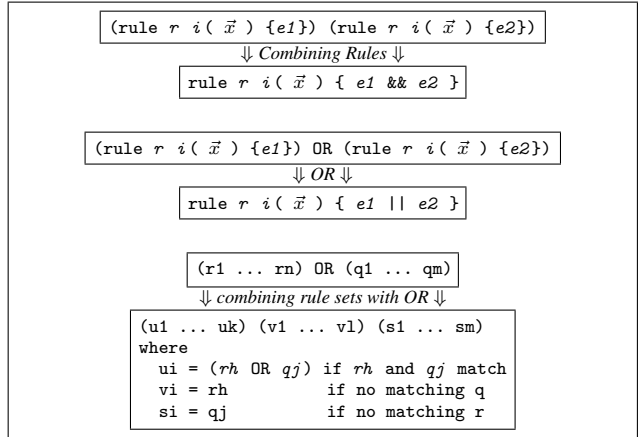 (rule r i( x⃗ ) {e1}) (rule r i( x⃗ ) {e2})
⇓ Combining Rules ⇓
rule r i( x⃗ ) { e1 && e2 }
(rule r i( x⃗ ) {e1}) OR (rule r i( x⃗ ) {e2})
⇓ OR ⇓
rule r i( x⃗ ) { e1 || e2 }
(r1 ... rn) OR (q1 ... qm)
⇓ combining rule sets with OR ⇓
(u1 ... uk) (v1 ... vl) (s1 ... sm)
where
ui = (rh OR qj) if rh and qj match
vi = rh if no matching q
si = qj if no matching r